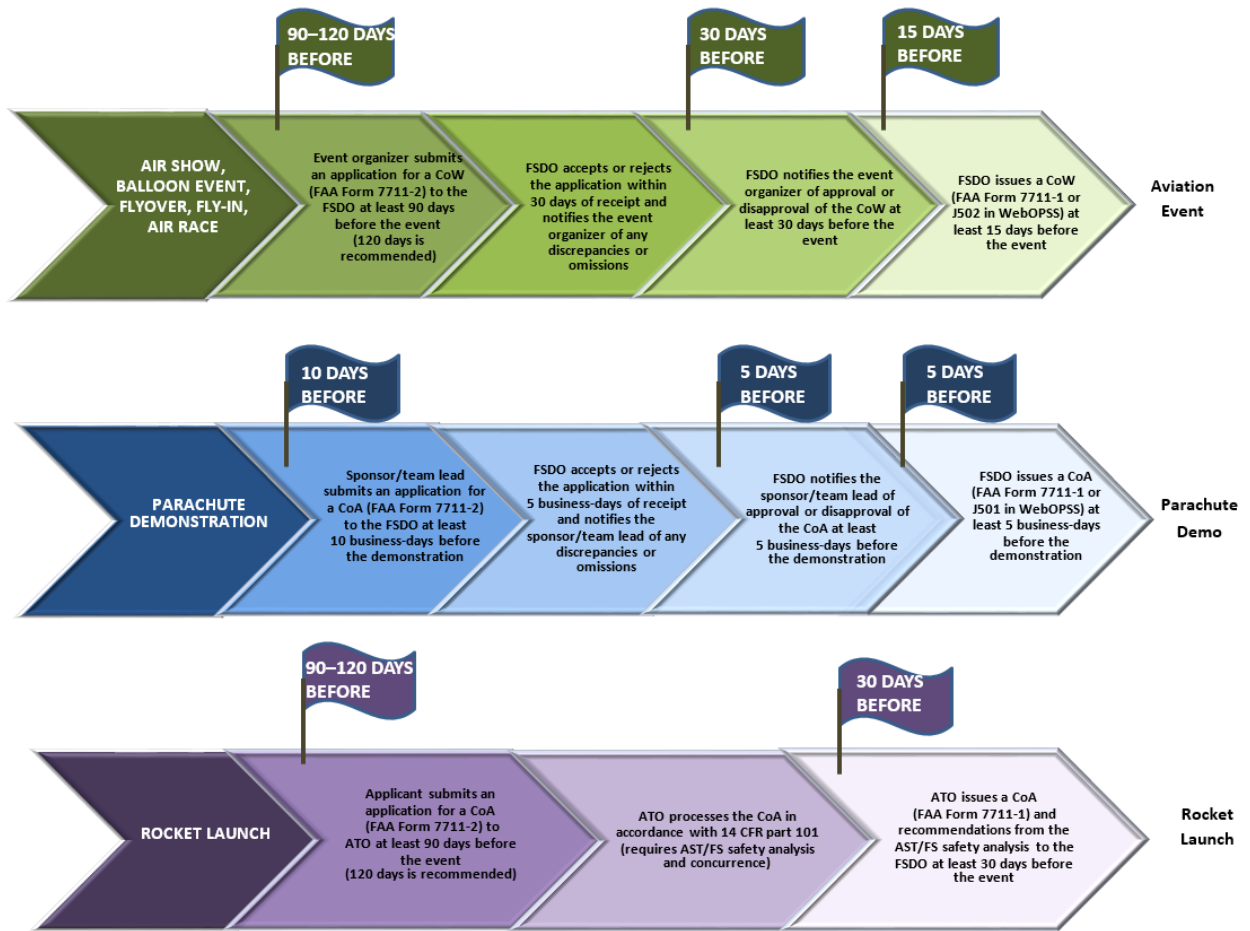 90–120 DAYS
BEFORE
30 DAYS
BEFORE
15 DAYS
BEFORE
AIR SHOW,
BALLOON EVENT,
FLYOVER, FLY-IN,
AIR RACE
Event organizer submits
an application for a CoW
(FAA Form 7711-2) to the
FSDO at least 90 days
before the event
(120 days is
recommended)
FSDO accepts or rejects
the application within
30 days of receipt and
notifies the event
organizer of any
discrepancies or
omissions
FSDO notifies the event
organizer of approval or
disapproval of the CoW at
least 30 days before the
event
FSDO issues a CoW
(FAA Form 7711-1 or
J502 in WebOPSS) at
least 15 days before
the event
Aviation
Event
10 DAYS
BEFORE
5 DAYS
BEFORE
5 DAYS
BEFORE
PARACHUTE
DEMONSTRATION
Sponsor/team lead
submits an application for
a CoA (FAA Form 7711-2)
to the FSDO at least
10 business-days before
the demonstration
FSDO accepts or rejects
the application within
5 business-days of receipt
and notifies the
sponsor/team lead of any
discrepancies or
omissions
FSDO notifies the
sponsor/team lead of
approval or disapproval of
the CoA at least
5 business-days before
the demonstration
FSDO issues a CoA
(FAA Form 7711-1 or
J501 in WebOPSS) at
least 5 business-days
before the
demonstration
Parachute
Demo
90–120 DAYS
BEFORE
30 DAYS
BEFORE
ROCKET LAUNCH
Applicant submits an
application for a CoA
(FAA Form 7711-2) to
ATO at least 90 days before
the event
(120 days is recommended)
ATO processes the CoA in
accordance with 14 CFR part 101
(requires AST/FS safety analysis
and concurrence)
ATO issues a CoA
(FAA Form 7711-1) and
recommendations from the
AST/FS safety analysis to the
FSDO at least 30 days before
the event
Rocket
Launch